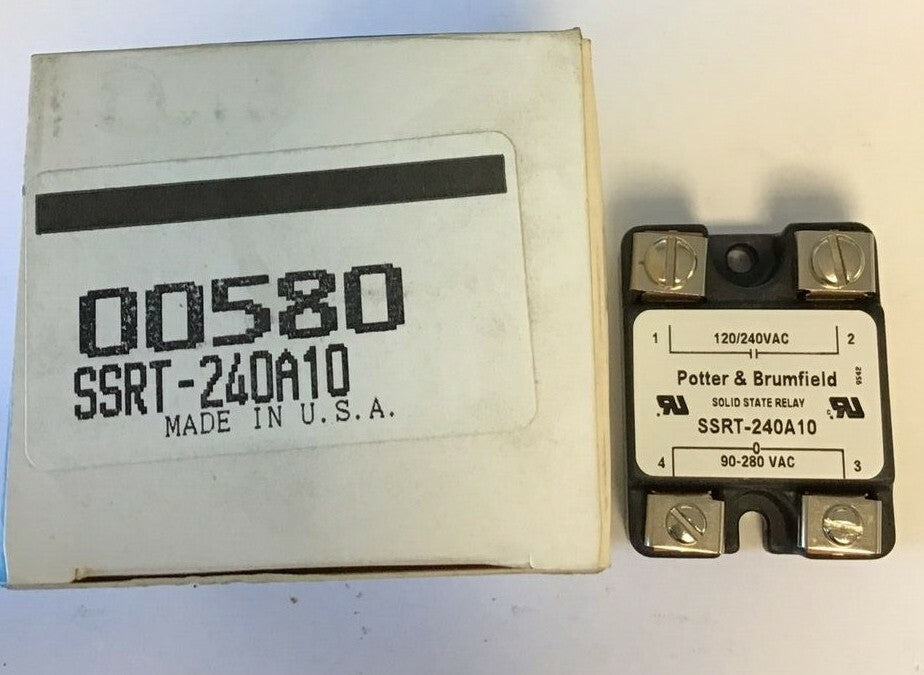 00580
SSRT-240A10
MADE IN U.S.A.
1 120/240VAC 2
Potter & Brumfield
9542
SOLID STATE RELAY
SSRT-240A10
4 90-280 VAC 3